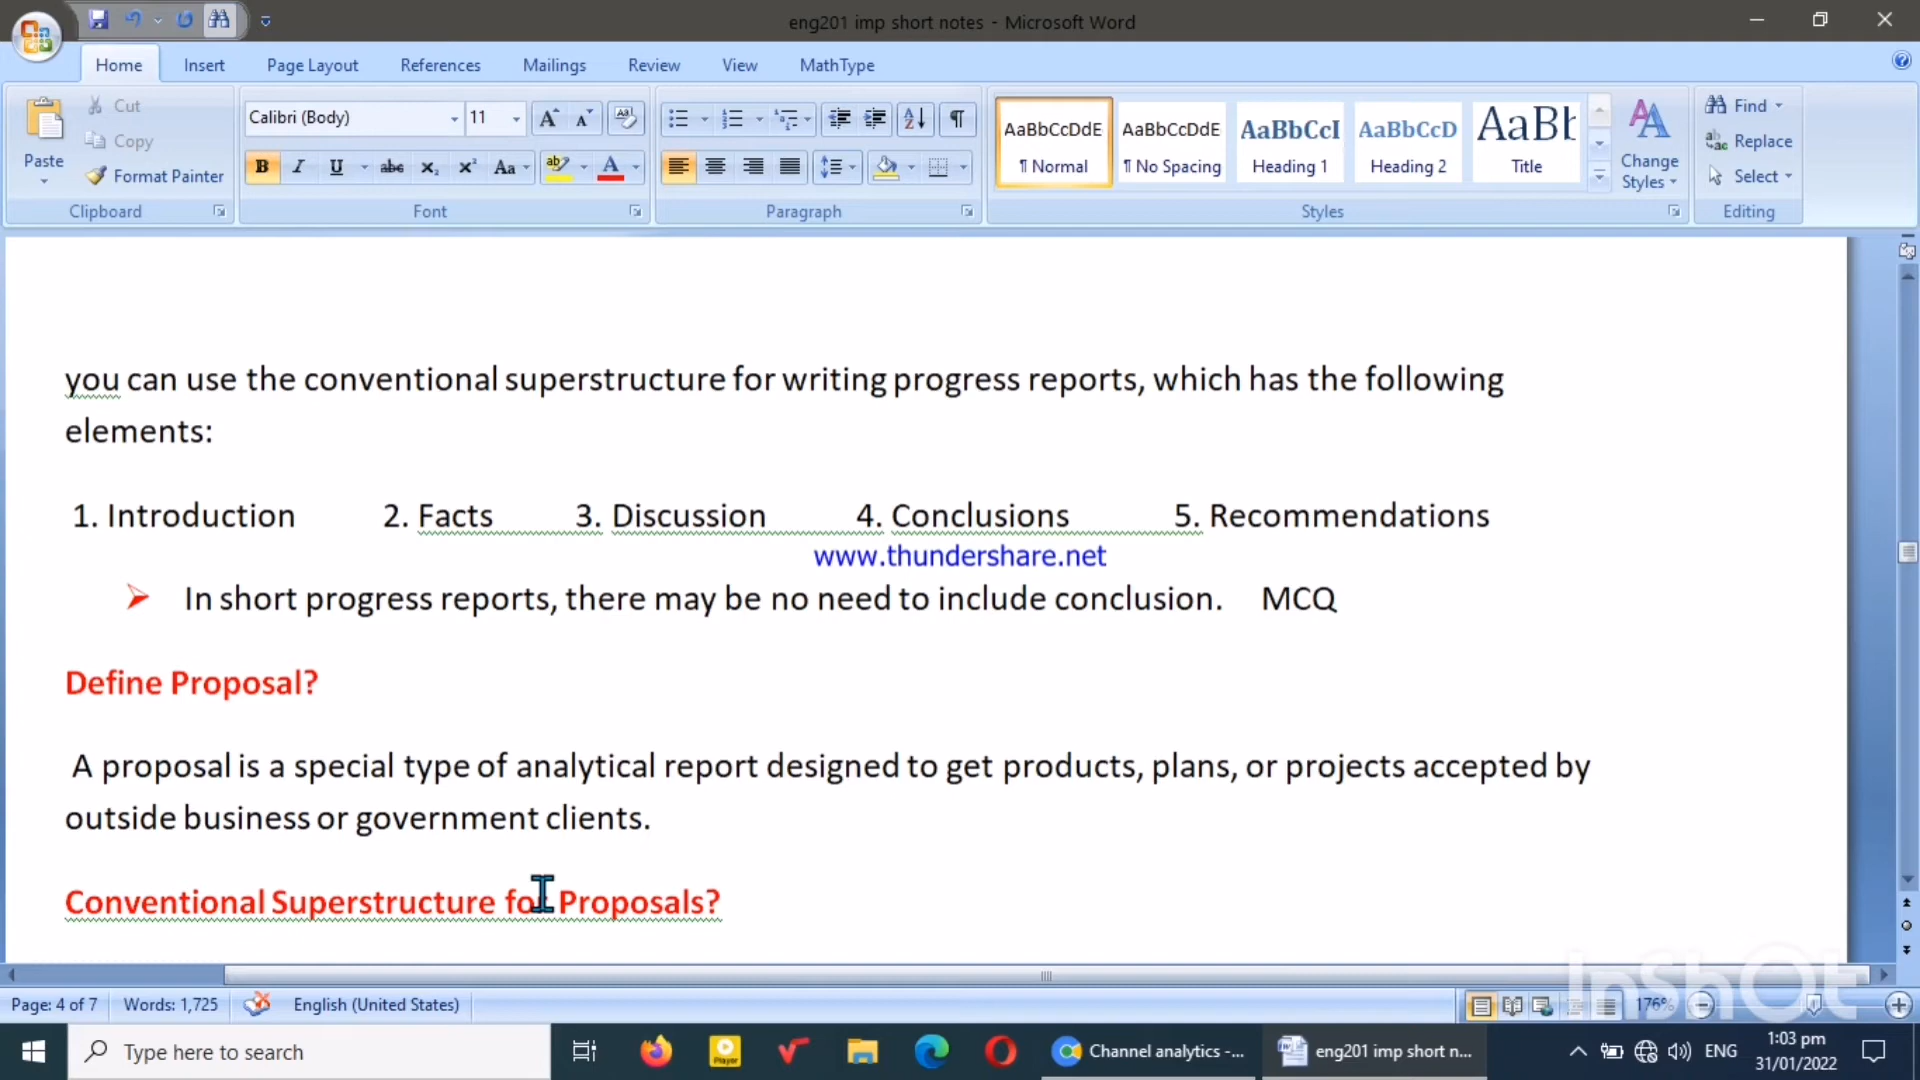 eng201 imp short notes - Microsoft Word
Home Insert Page Layout References Mailings Review View MathType
Paste
Cut
Copy
Format Painter
Clipboard
Calibri (Body) 11
B I U abc x₂ x² Aa ab A
Font
Paragraph
AaBbCcDdE AaBbCcDdE AaBbCcI AaBbCcD AaBb
¶ Normal ¶ No Spacing Heading 1 Heading 2 Title
Change Styles
Styles
Find
Replace
Select
Editing
you can use the conventional superstructure for writing progress reports, which has the following
elements:
1. Introduction 2. Facts 3. Discussion 4. Conclusions 5. Recommendations
www.thundershare.net
In short progress reports, there may be no need to include conclusion. MCQ
Define Proposal?
A proposal is a special type of analytical report designed to get products, plans, or projects accepted by
outside business or government clients.
Conventional Superstructure for Proposals?
InShOt
Page: 4 of 7 Words: 1,725 English (United States) 176%
Type here to search
Player
Channel analytics -...
eng201 imp short n...
ENG
1:03 pm
31/01/2022